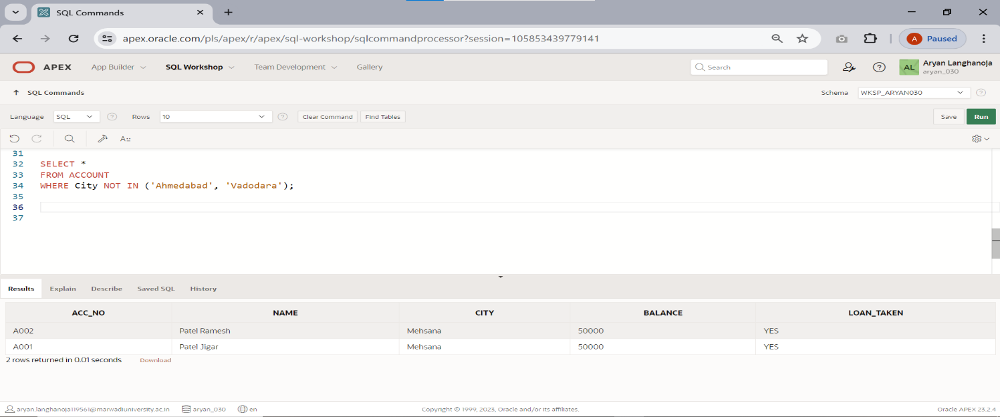 SQL Commands
apex.oracle.com/pls/apex/r/apex/sql-workshop/sqlcommandprocessor?session=105853439779141
A Paused
APEX App Builder SQL Workshop Team Development Gallery Search AL Aryan Langhanoja
aryan_030
SQL Commands Schema WKSP_ARYAN030
Language SQL Rows 10 Clear Command Find Tables Save Run
A::
31
32 SELECT *
33 FROM ACCOUNT
34 WHERE City NOT IN ('Ahmedabad', 'Vadodara');
35
36
37
Results Explain Describe Saved SQL History
ACC_NO NAME CITY BALANCE LOAN_TAKEN
A002 Patel Ramesh Mehsana 50000 YES
A001 Patel Jigar Mehsana 50000 YES
2 rows returned in 0.01 seconds Download
aryan.langhanoja119561@marwadiuniversity.ac.in aryan_030 en Copyright © 1999, 2023, Oracle and/or its affiliates. Oracle APEX 23.2.4